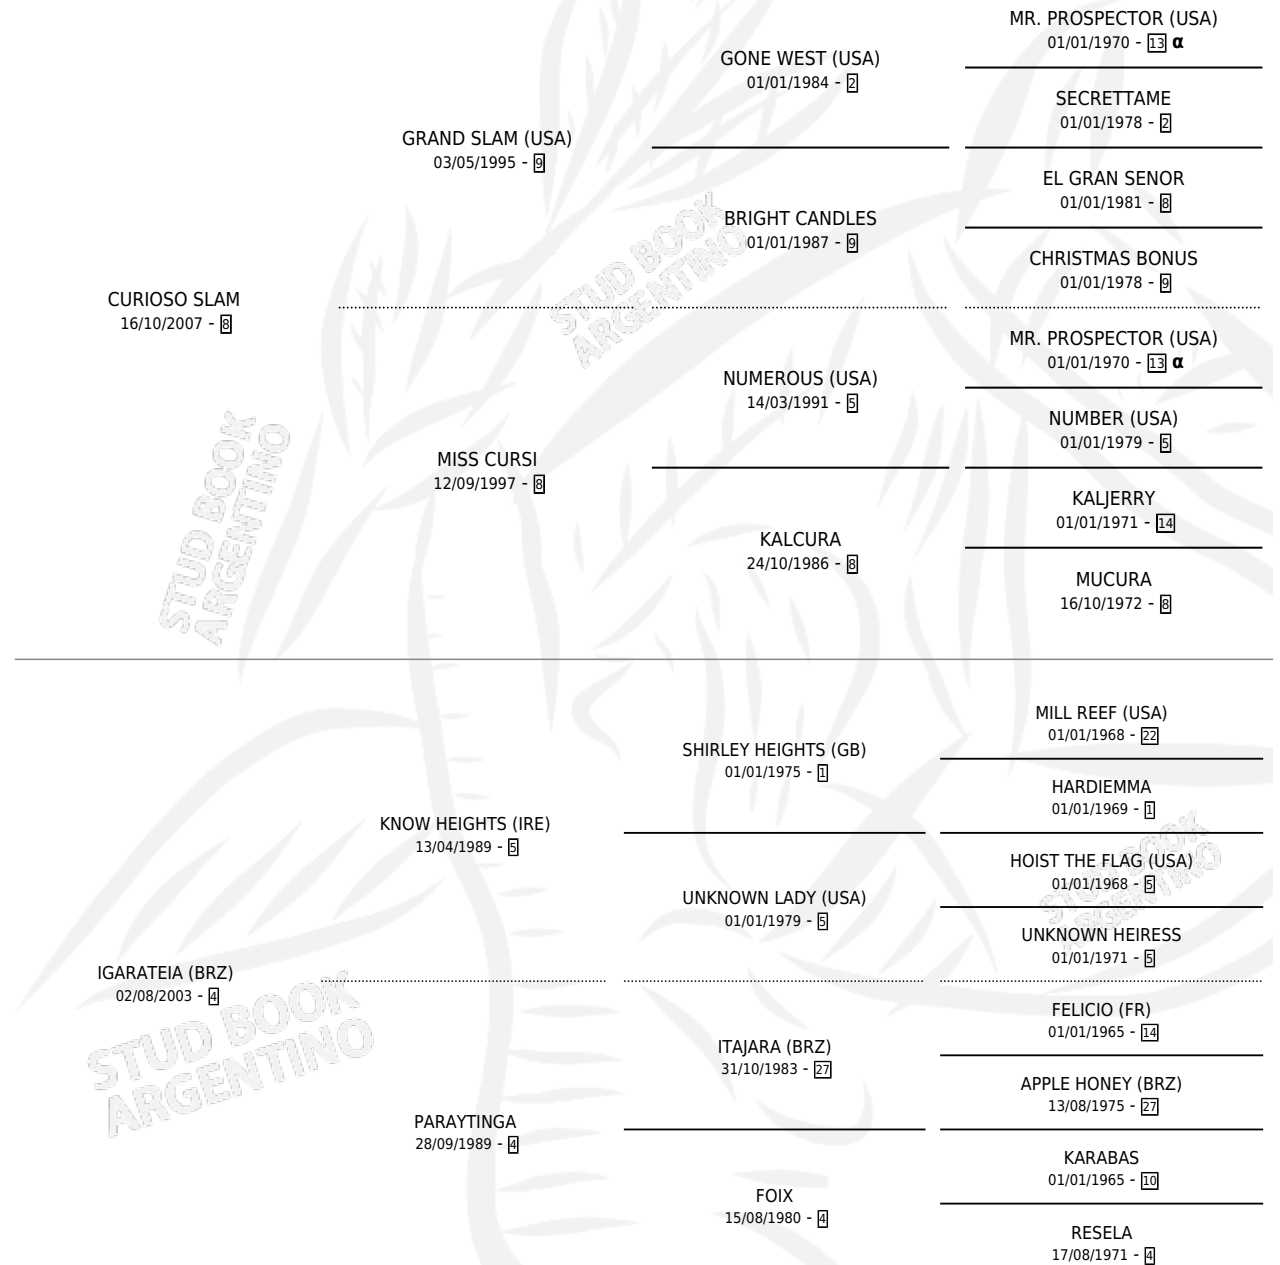 MR. PROSPECTOR (USA)
01/01/1970 - 13 α
GONE WEST (USA)
01/01/1984 - 2
SECRETTAME
01/01/1978 - 2
GRAND SLAM (USA)
03/05/1995 - 9
EL GRAN SENOR
01/01/1981 - 8
BRIGHT CANDLES
01/01/1987 - 9
CHRISTMAS BONUS
01/01/1978 - 9
CURIOSO SLAM
16/10/2007 - 8
MR. PROSPECTOR (USA)
01/01/1970 - 13 α
NUMEROUS (USA)
14/03/1991 - 5
NUMBER (USA)
01/01/1979 - 5
MISS CURSI
12/09/1997 - 8
KALJERRY
01/01/1971 - 14
KALCURA
24/10/1986 - 8
MUCURA
16/10/1972 - 8
MILL REEF (USA)
01/01/1968 - 22
SHIRLEY HEIGHTS (GB)
01/01/1975 - 1
HARDIEMMA
01/01/1969 - 1
KNOW HEIGHTS (IRE)
13/04/1989 - 5
HOIST THE FLAG (USA)
01/01/1968 - 5
UNKNOWN LADY (USA)
01/01/1979 - 5
UNKNOWN HEIRESS
01/01/1971 - 5
IGARATEIA (BRZ)
02/08/2003 - 4
FELICIO (FR)
01/01/1965 - 14
ITAJARA (BRZ)
31/10/1983 - 27
APPLE HONEY (BRZ)
13/08/1975 - 27
PARAYTINGA
28/09/1989 - 4
KARABAS
01/01/1965 - 10
FOIX
15/08/1980 - 4
RESELA
17/08/1971 - 4
STUD BOOK
ARGENTINO
STUD BOOK
ARGENTINO
STUD BOOK
ARGENTINO
STUD BOOK
ARGENTINO